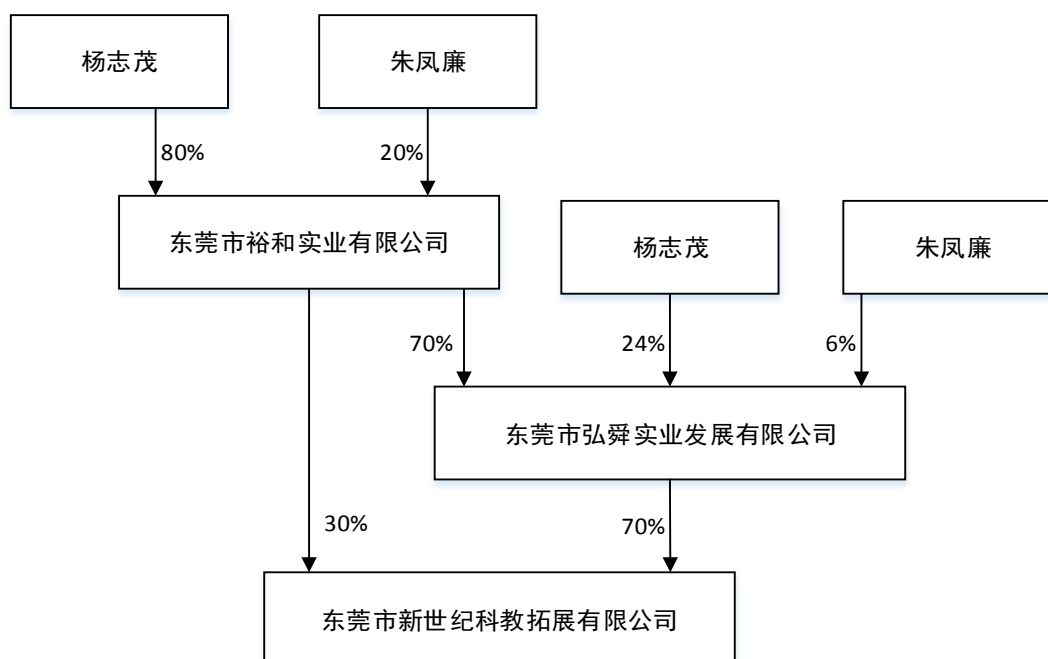 杨志茂
朱凤廉
80%
20%
东莞市裕和实业有限公司
杨志茂
朱凤廉
70%
24%
6%
东莞市弘舜实业发展有限公司
30%
70%
东莞市新世纪科教拓展有限公司